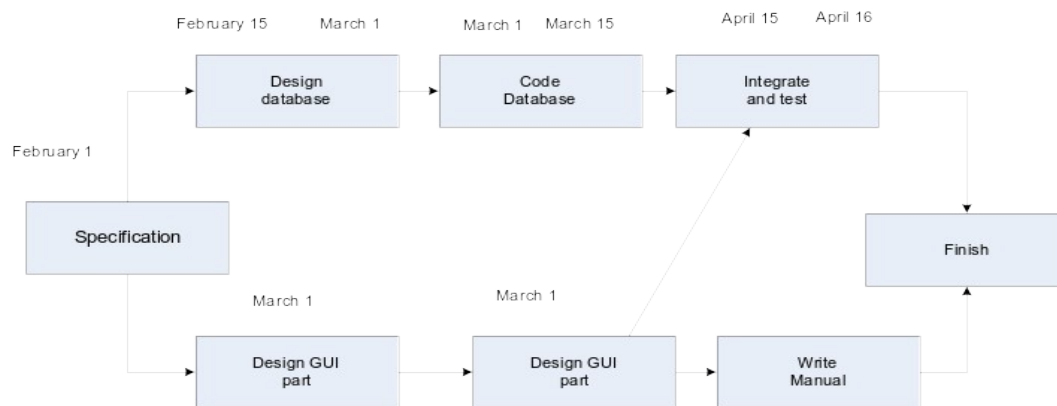 February 15 March 1 March 1 March 15 April 15 April 16
Design
database
Code
Database
Integrate
and test
February 1
Specification
Finish
March 1 March 1
Design GUI
part
Design GUI
part
Write
Manual